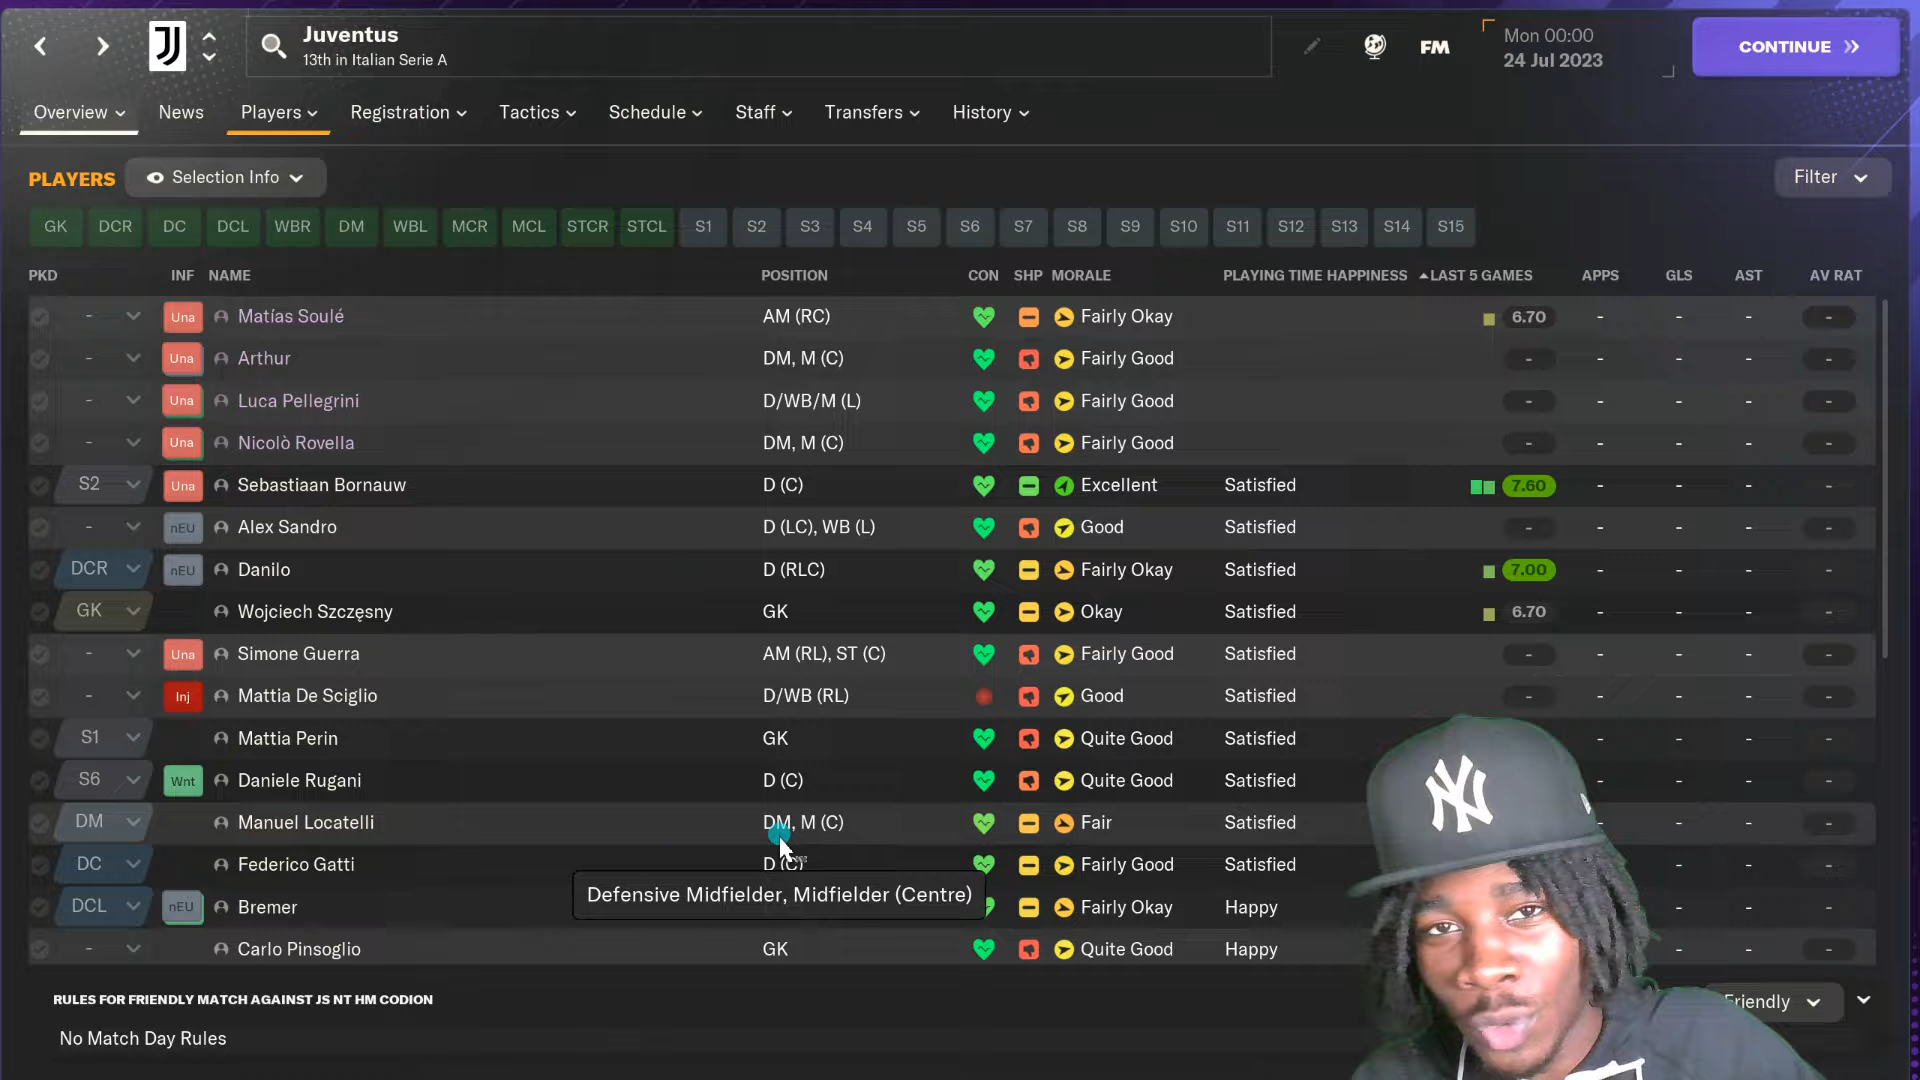 Juventus
13th in Italian Serie A
FM
Mon 00:00
24 Jul 2023
CONTINUE
Overview News Players Registration Tactics Schedule Staff Transfers History
PLAYERS Selection Info Filter
GK DCR DC DCL WBR DM WBL MCR MCL STCR STCL S1 S2 S3 S4 S5 S6 S7 S8 S9 S10 S11 S12 S13 S14 S15
PKD INF NAME POSITION CON SHP MORALE PLAYING TIME HAPPINESS LAST 5 GAMES APPS GLS AST AV RAT
- Una Matías Soulé AM (RC) Fairly Okay 6.70 - - - -
- Una Arthur DM, M (C) Fairly Good - - - - -
- Una Luca Pellegrini D/WB/M (L) Fairly Good - - - - -
- Una Nicolò Rovella DM, M (C) Fairly Good - - - - -
S2 Una Sebastiaan Bornauw D (C) Excellent Satisfied 7.60 - - - -
- nEU Alex Sandro D (LC), WB (L) Good Satisfied - - - - -
DCR nEU Danilo D (RLC) Fairly Okay Satisfied 7.00 - - - -
GK Wojciech Szczęsny GK Okay Satisfied 6.70 - - - -
- Una Simone Guerra AM (RL), ST (C) Fairly Good Satisfied - - - - -
- Inj Mattia De Sciglio D/WB (RL) Good Satisfied - - - - -
S1 Mattia Perin GK Quite Good Satisfied - - - -
S6 Wnt Daniele Rugani D (C) Quite Good Satisfied - - - -
DM Manuel Locatelli DM, M (C) Fair Satisfied - - - -
DC Federico Gatti D (C) Fairly Good Satisfied - - - -
DCL nEU Bremer Fairly Okay Happy - - - -
Defensive Midfielder, Midfielder (Centre)
- Carlo Pinsoglio GK Quite Good Happy - - - -
RULES FOR FRIENDLY MATCH AGAINST JS NT HM CODION
Friendly
No Match Day Rules
NY